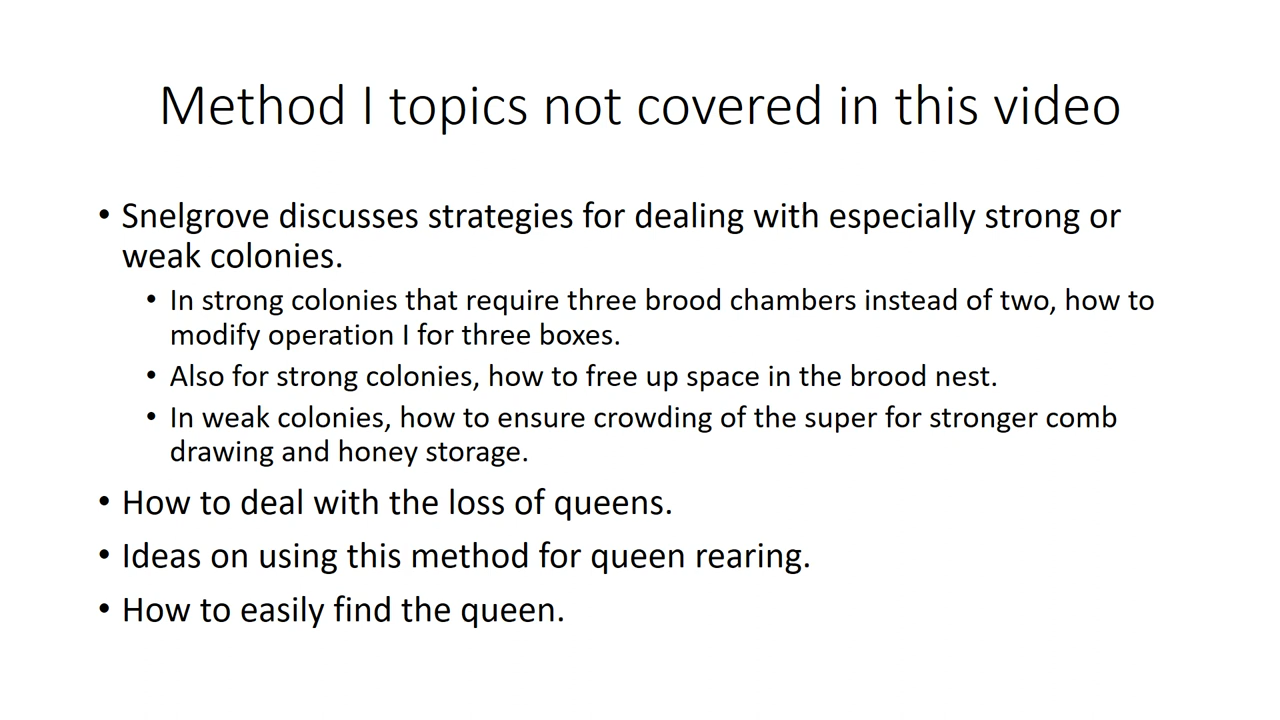 Method I topics not covered in this video
• Snelgrove discusses strategies for dealing with especially strong or
weak colonies.
• In strong colonies that require three brood chambers instead of two, how to
modify operation I for three boxes.
• Also for strong colonies, how to free up space in the brood nest.
• In weak colonies, how to ensure crowding of the super for stronger comb
drawing and honey storage.
• How to deal with the loss of queens.
• Ideas on using this method for queen rearing.
• How to easily find the queen.